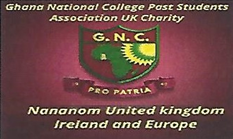 Ghana National College Past Students
Association UK Charity
G. N. C.
PRO PATRIA
Nananom United kingdom
Ireland and Europe